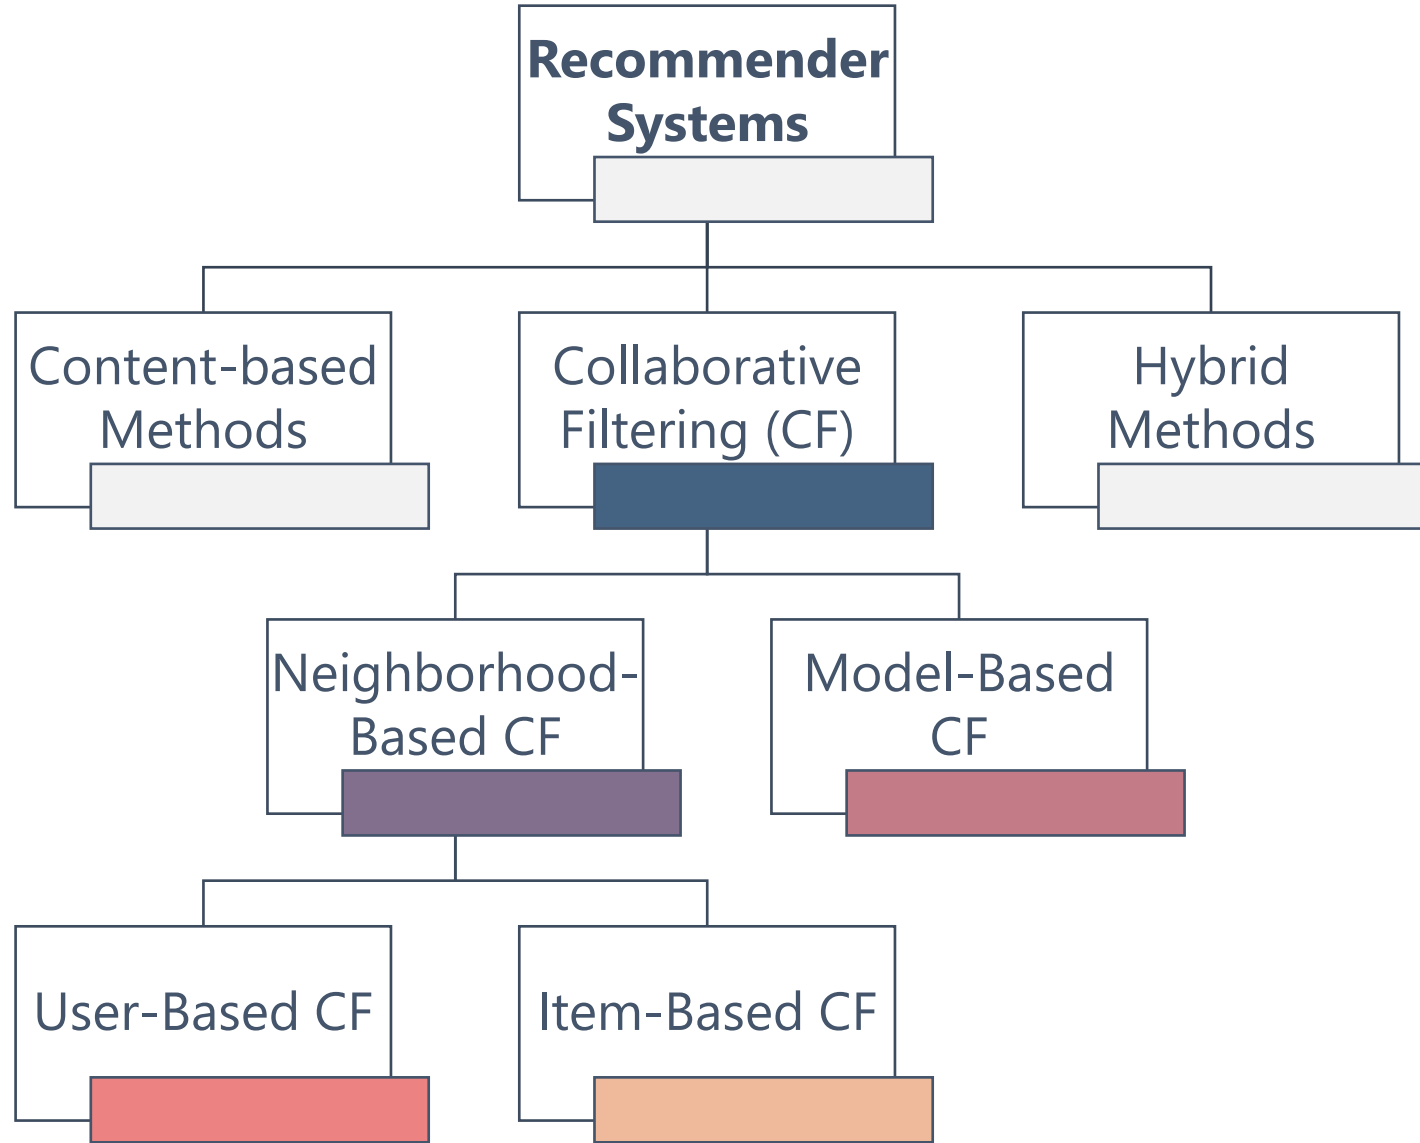 Recommender
Systems
Content-based
Methods
Collaborative
Filtering (CF)
Hybrid
Methods
Neighborhood-
Based CF
Model-Based
CF
User-Based CF
Item-Based CF